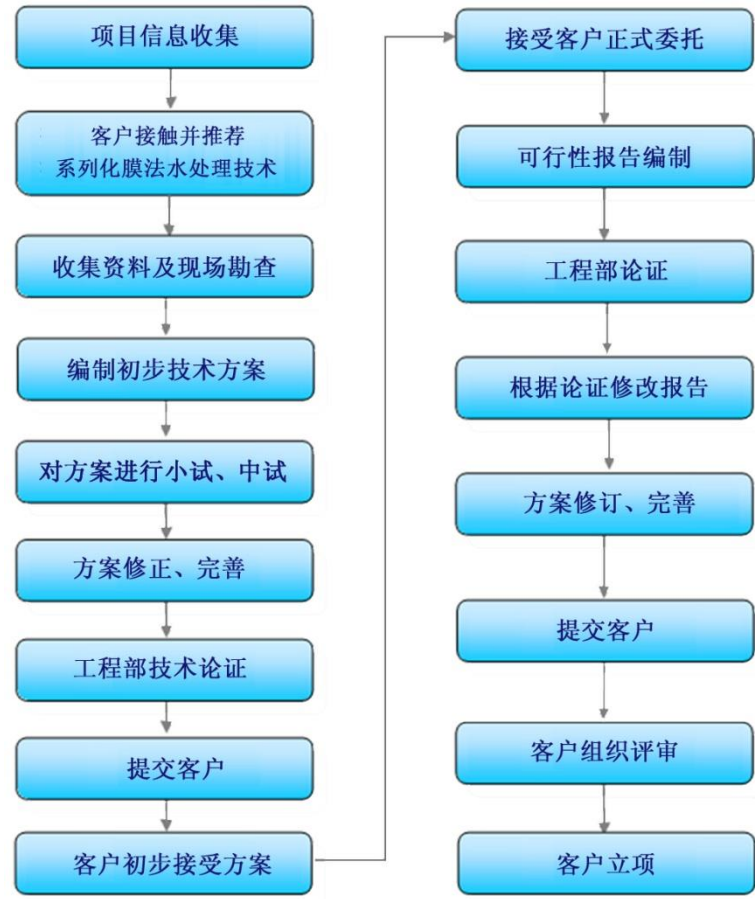 项目信息收集
客户接触并推荐
系列化膜法水处理技术
收集资料及现场勘查
编制初步技术方案
对方案进行小试、中试
方案修正、完善
工程部技术论证
提交客户
客户初步接受方案
接受客户正式委托
可行性报告编制
工程部论证
根据论证修改报告
方案修订、完善
提交客户
客户组织评审
客户立项